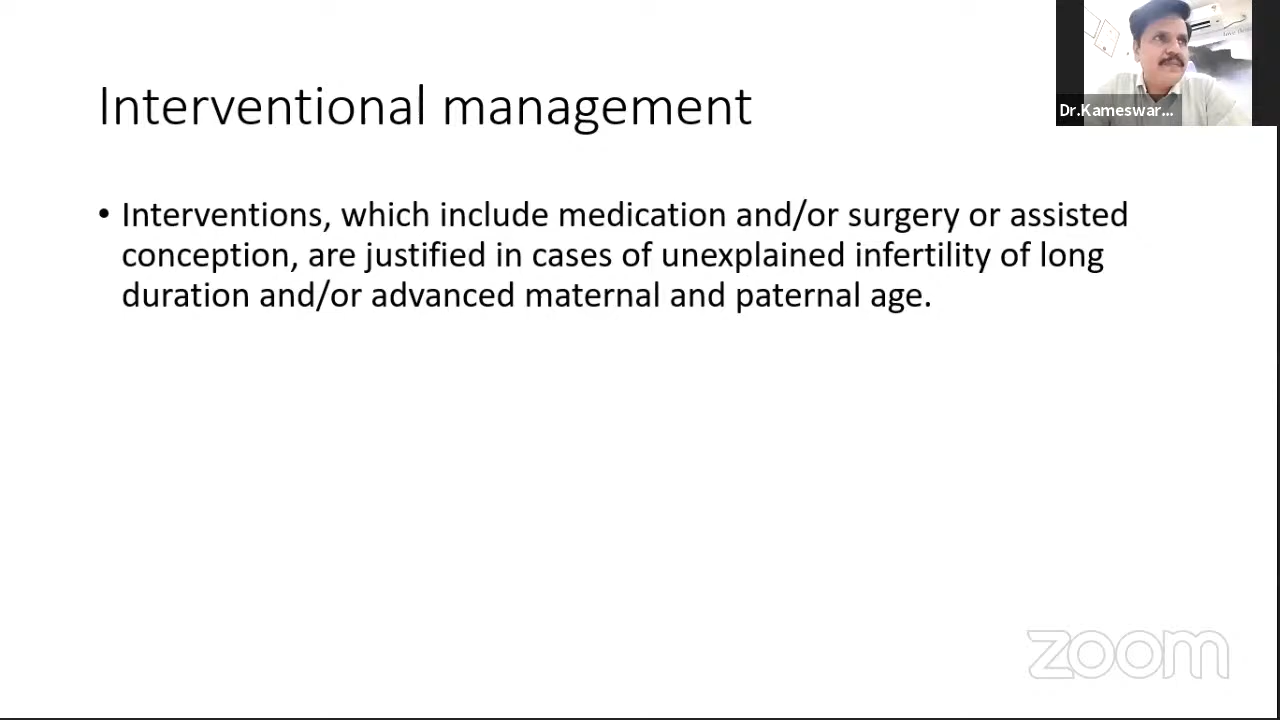 Interventional management
Dr.Kameswar...
• Interventions, which include medication and/or surgery or assisted
conception, are justified in cases of unexplained infertility of long
duration and/or advanced maternal and paternal age.
zoom